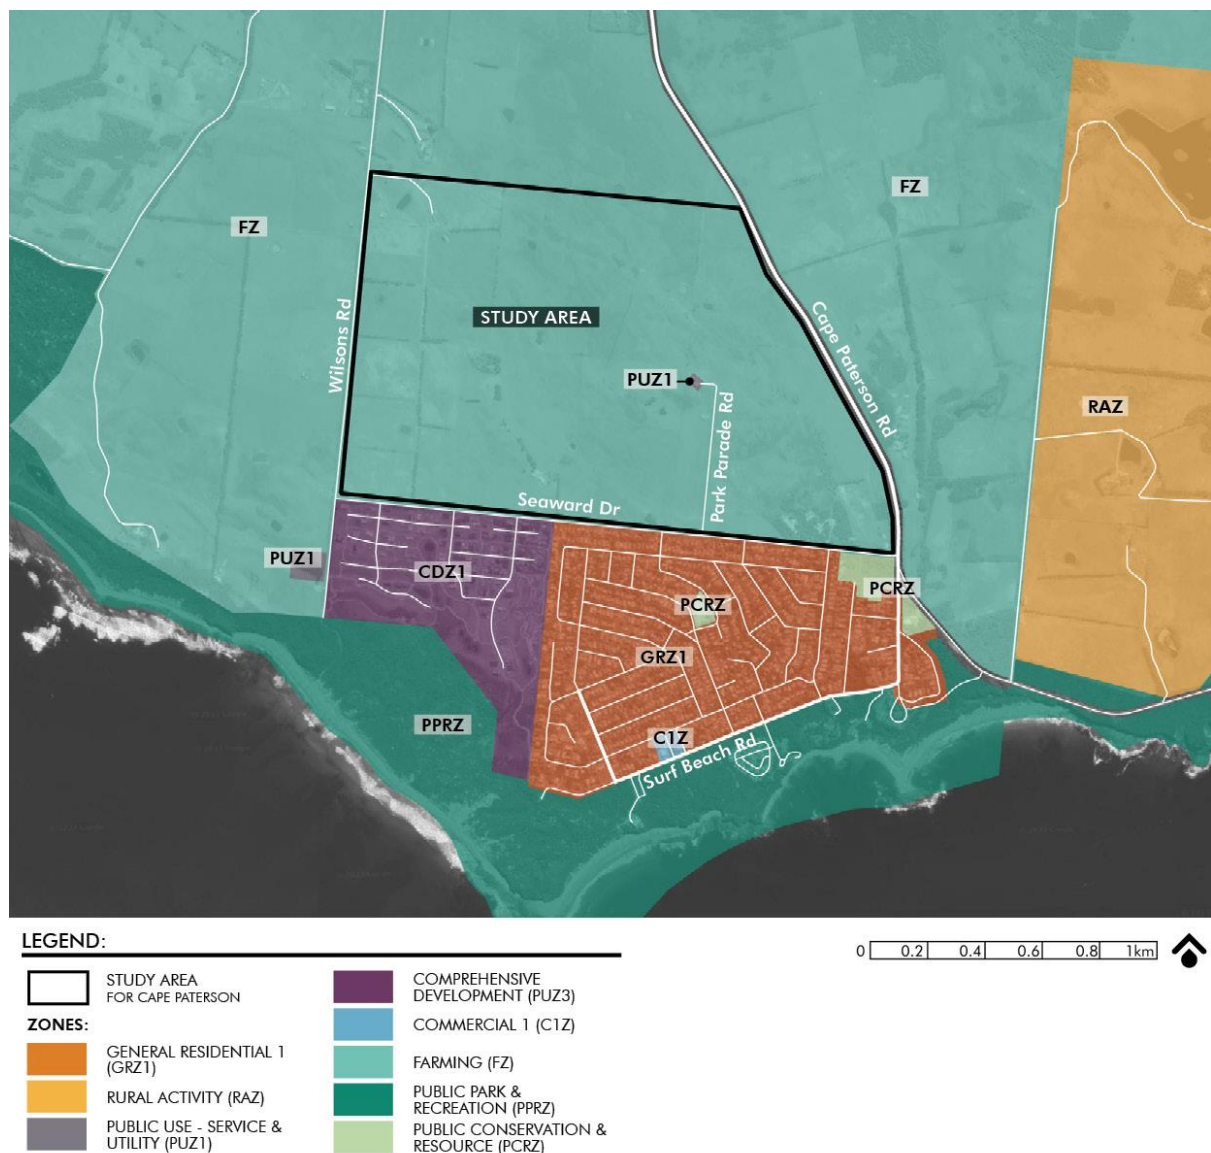 FZ
FZ
STUDY AREA
Wilsons Rd
Cape Paterson Rd
PUZ1
Park Parade Rd
RAZ
Seaward Dr
PUZ1
CDZ1
PCRZ
PCRZ
GRZ1
PPRZ
C1Z
Surf Beach Rd
LEGEND:
0 0.2 0.4 0.6 0.8 1km
STUDY AREA
FOR CAPE PATERSON
ZONES:
GENERAL RESIDENTIAL 1
(GRZ1)
RURAL ACTIVITY (RAZ)
PUBLIC USE - SERVICE &
UTILITY (PUZ1)
COMPREHENSIVE
DEVELOPMENT (PUZ3)
COMMERCIAL 1 (C1Z)
FARMING (FZ)
PUBLIC PARK &
RECREATION (PPRZ)
PUBLIC CONSERVATION &
RESOURCE (PCRZ)